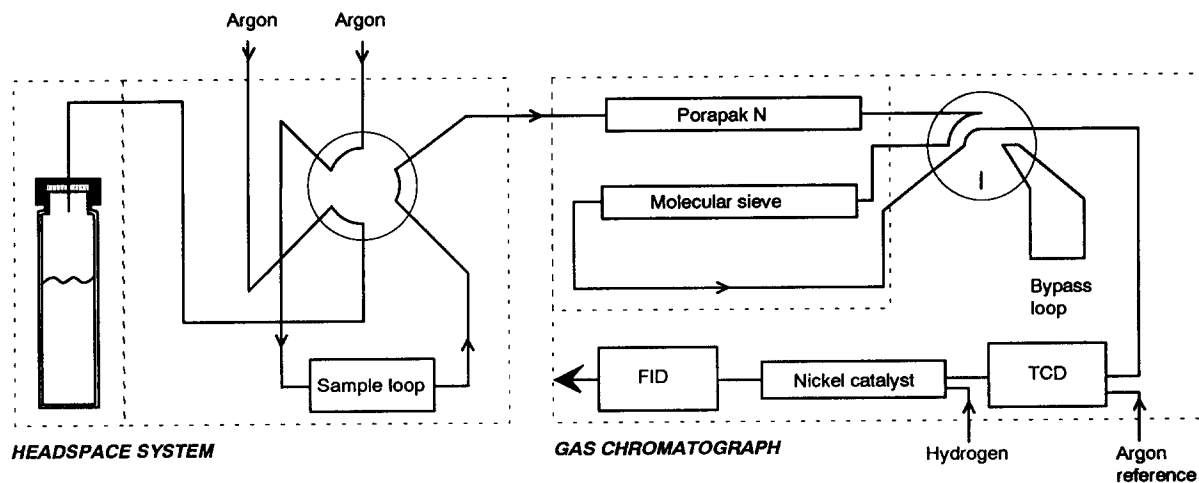 Argon
Argon
Porapak N
Molecular sieve
Bypass
loop
Sample loop
FID
Nickel catalyst
TCD
HEADSPACE SYSTEM
GAS CHROMATOGRAPH
Hydrogen
Argon
reference